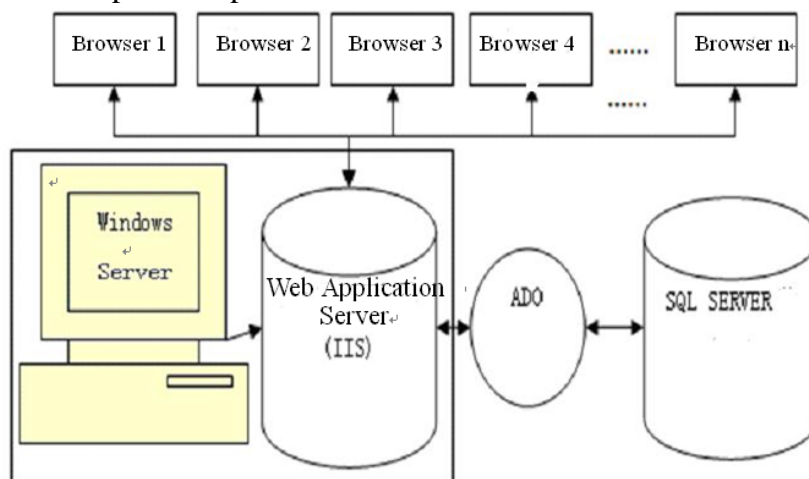 Browser 1
Browser 2
Browser 3
Browser 4
......
Browser n
......
Windows
Server
Web Application
Server
(IIS)
ADO
SQL SERVER